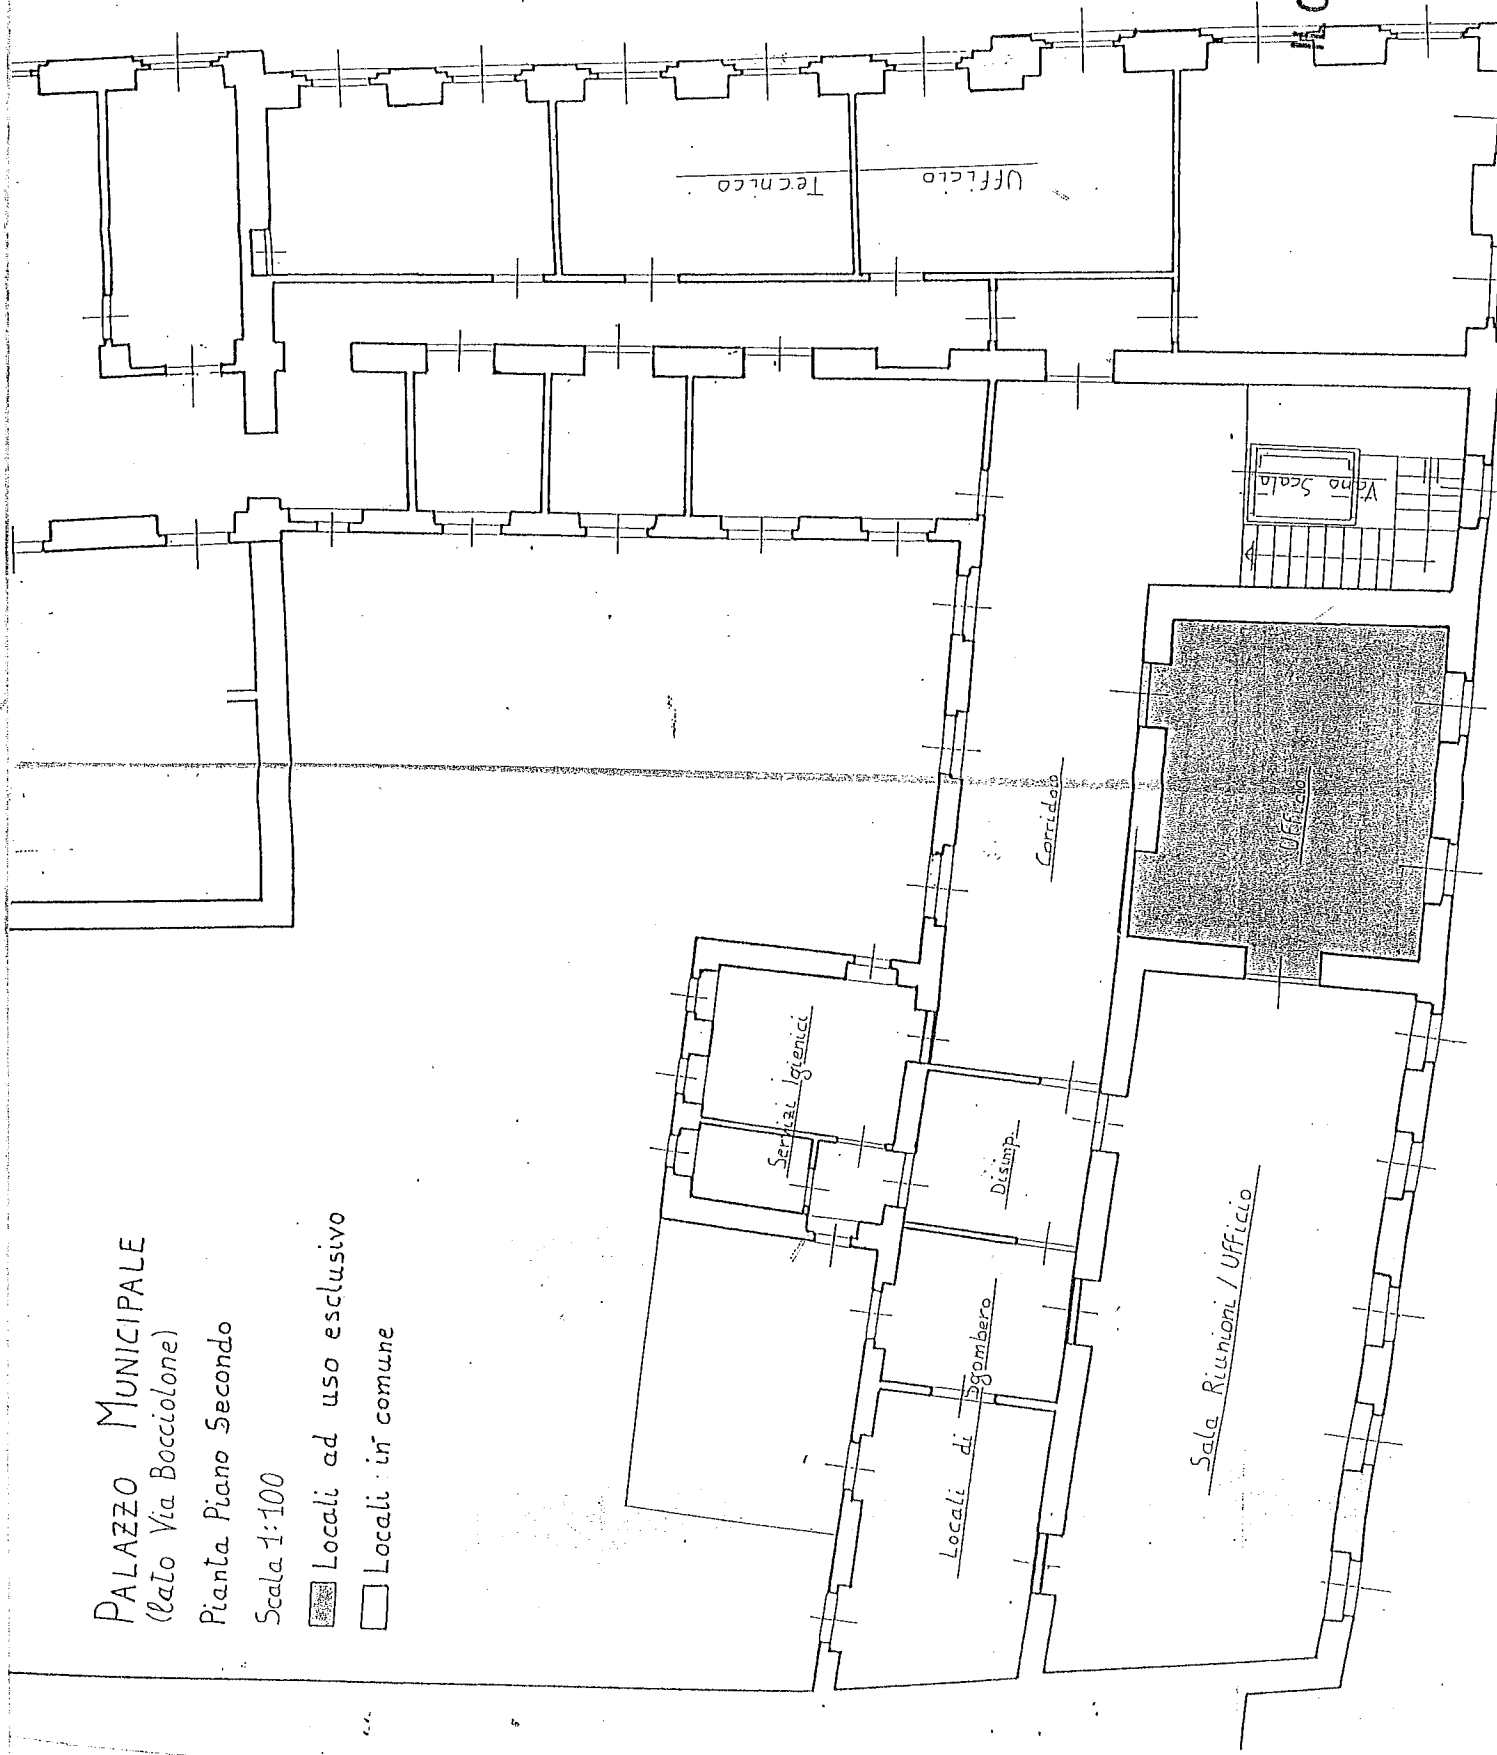 PALAZZO MUNICIPALE
(lato Via Bocciolone)
Pianta Piano Secondo
Scala 1:100
Locali ad uso esclusivo
Locali in comune
Ufficio
Tecnico
Vano Scala
Corridoio
Ufficio
Servizi Igienici
Disimp.
Locali di Sgombero
Sala Riunioni / Ufficio